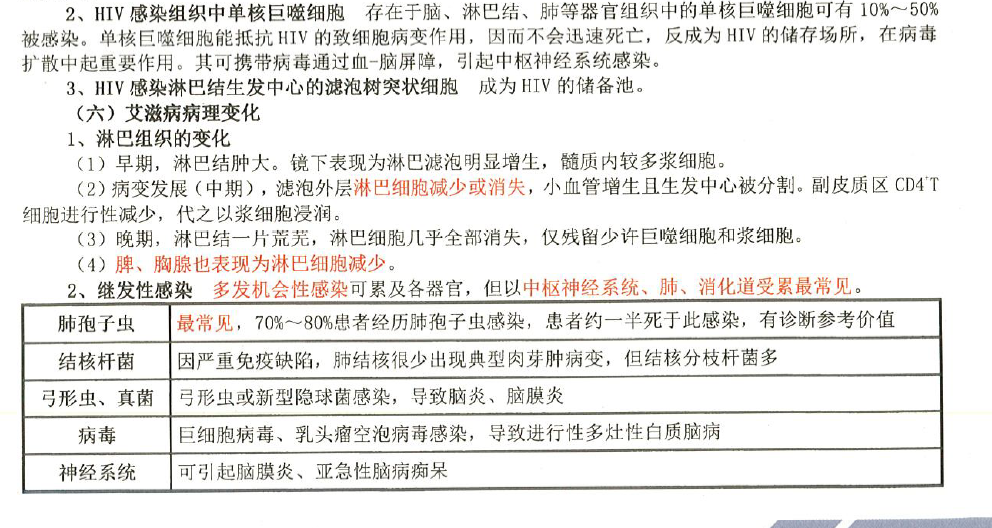 2、HIV 感染组织中单核巨噬细胞 存在于脑、淋巴结、肺等器官组织中的单核巨噬细胞可有 10%～50%
被感染。单核巨噬细胞能抵抗 HIV 的致细胞病变作用，因而不会迅速死亡，反成为 HIV 的储存场所，在病毒
扩散中起重要作用。其可携带病毒通过血-脑屏障，引起中枢神经系统感染。
3、HIV 感染淋巴结生发中心的滤泡树突状细胞 成为 HIV 的储备池。
（六）艾滋病病理变化
1、淋巴组织的变化
（1）早期，淋巴结肿大。镜下表现为淋巴滤泡明显增生，髓质内较多浆细胞。
（2）病变发展（中期），滤泡外层淋巴细胞减少或消失，小血管增生且生发中心被分割。副皮质区 CD4⁺T
细胞进行性减少，代之以浆细胞浸润。
（3）晚期，淋巴结一片荒芜，淋巴细胞几乎全部消失，仅残留少许巨噬细胞和浆细胞。
（4）脾、胸腺也表现为淋巴细胞减少。
2、继发性感染 多发机会性感染可累及各器官，但以中枢神经系统、肺、消化道受累最常见。
肺孢子虫 最常见，70%～80%患者经历肺孢子虫感染，患者约一半死于此感染，有诊断参考价值
结核杆菌 因严重免疫缺陷，肺结核很少出现典型肉芽肿病变，但结核分枝杆菌多
弓形虫、真菌 弓形虫或新型隐球菌感染，导致脑炎、脑膜炎
病毒 巨细胞病毒、乳头瘤空泡病毒感染，导致进行性多灶性白质脑病
神经系统 可引起脑膜炎、亚急性脑病痴呆